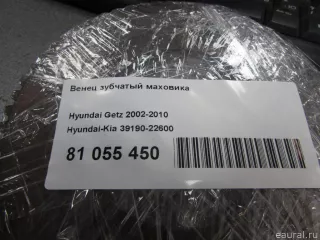 Венец зубчатый маховика
Hyundai Getz 2002-2010
Hyundai-Kia 39190-22600
81 055 450
© eaural.ru